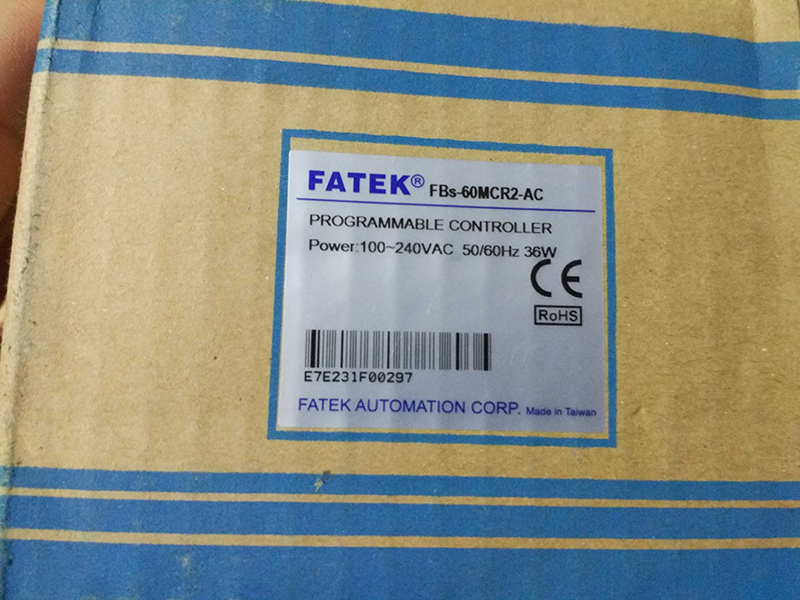 FATEK® FBs-60MCR2-AC
PROGRAMMABLE CONTROLLER
Power:100~240VAC 50/60Hz 36W
CE
RoHS
E7E231F00297
FATEK AUTOMATION CORP. Made in Taiwan